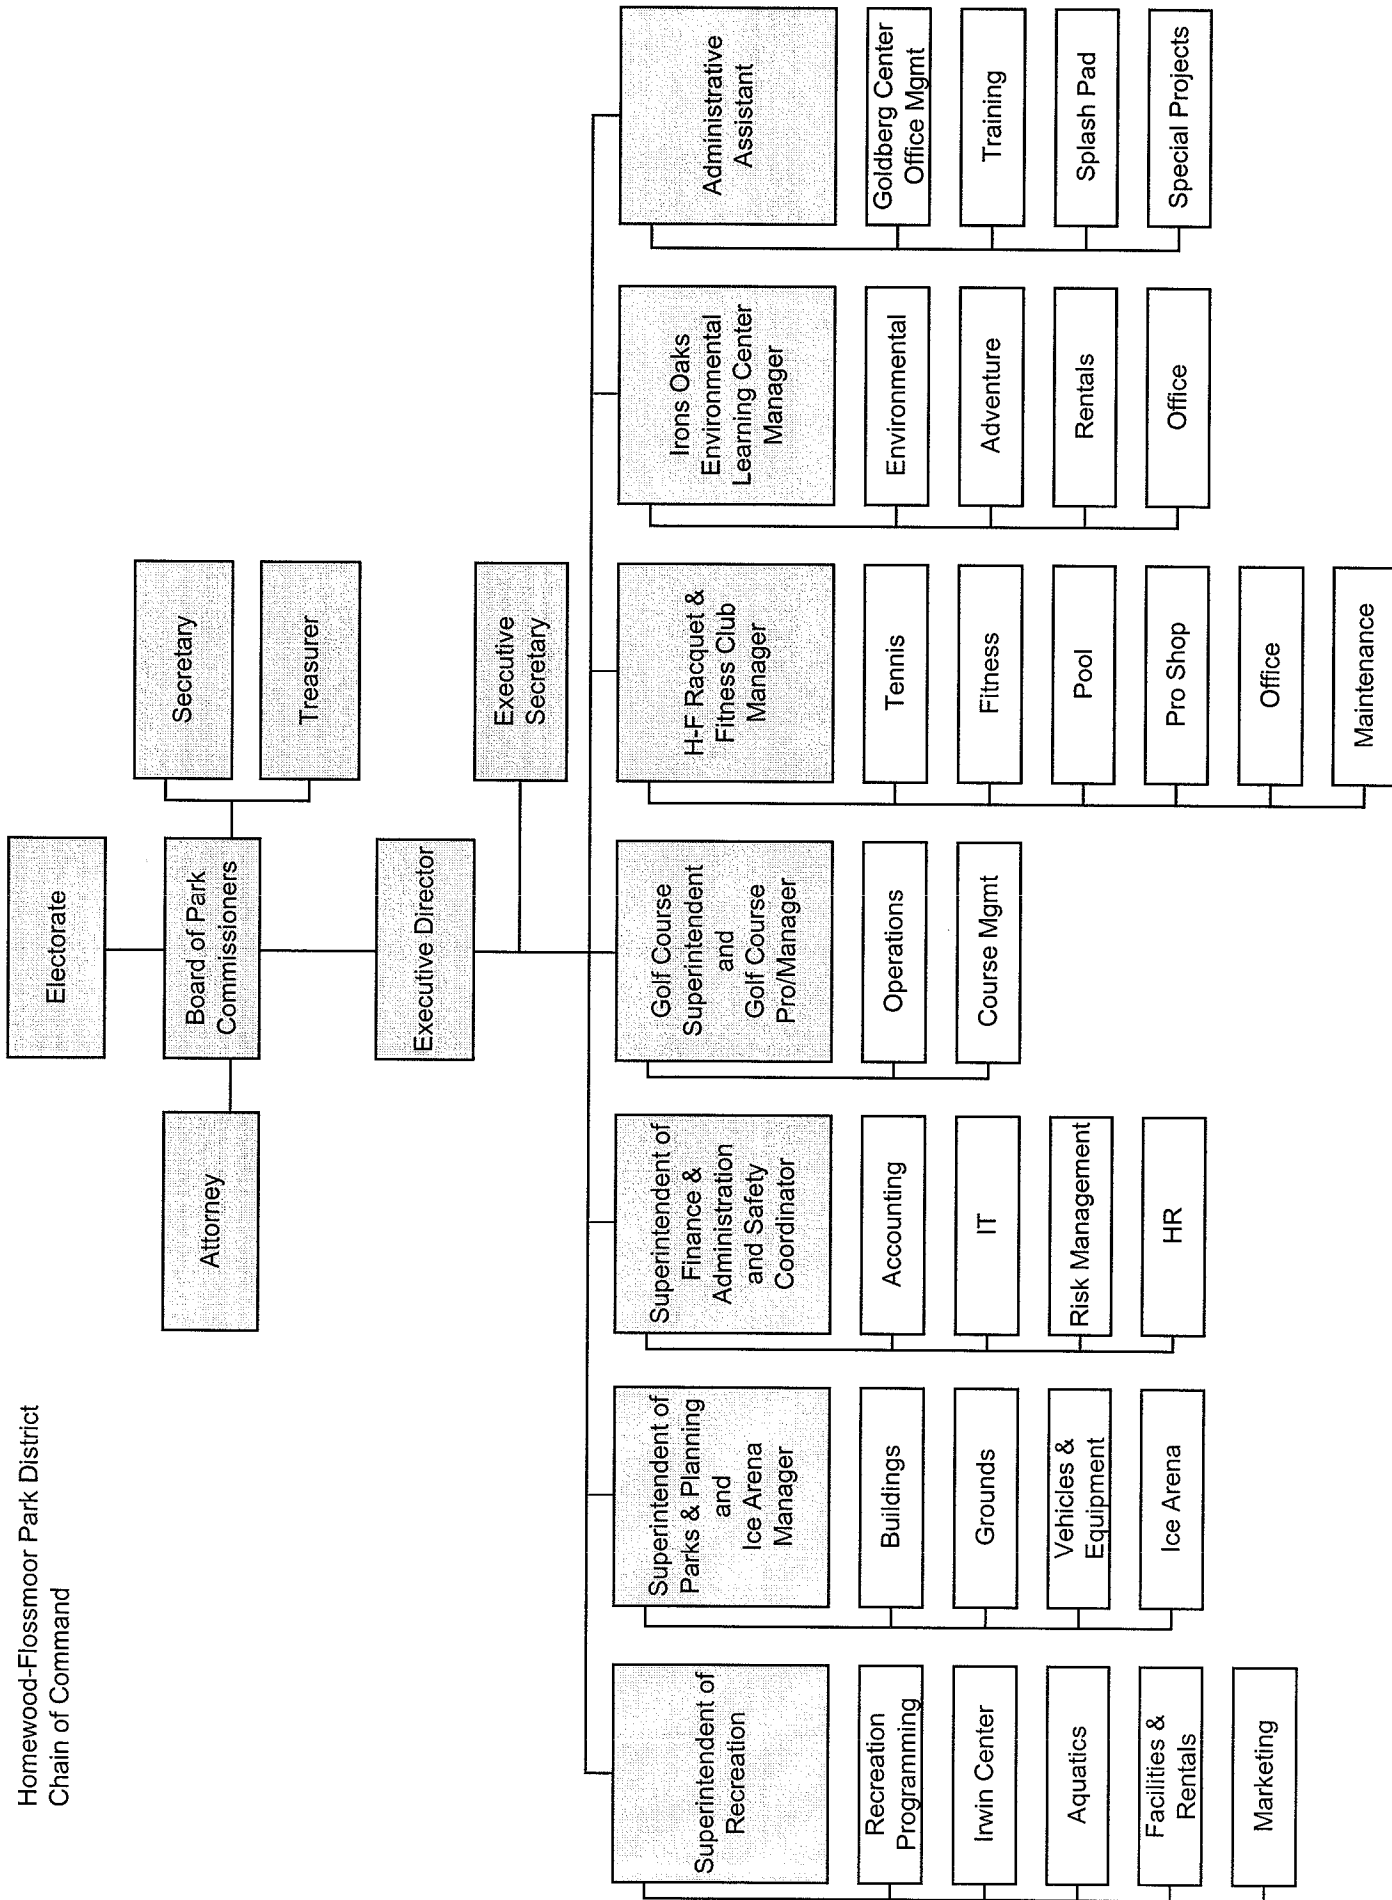 Homewood-Flossmoor Park District
Chain of Command
Electorate
Attorney
Board of Park
Commissioners
Secretary
Treasurer
Executive Director
Executive
Secretary
Superintendent of
Recreation
Recreation
Programming
Irwin Center
Aquatics
Facilities &
Rentals
Marketing
Superintendent of
Parks & Planning
and
Ice Arena
Manager
Buildings
Grounds
Vehicles &
Equipment
Ice Arena
Superintendent of
Finance &
Administration
and Safety
Coordinator
Accounting
IT
Risk Management
HR
Golf Course
Superintendent
and
Golf Course
Pro/Manager
Operations
Course Mgmt
H-F Racquet &
Fitness Club
Manager
Tennis
Fitness
Pool
Pro Shop
Office
Maintenance
Irons Oaks
Environmental
Learning Center
Manager
Environmental
Adventure
Rentals
Office
Administrative
Assistant
Goldberg Center
Office Mgmt
Training
Splash Pad
Special Projects